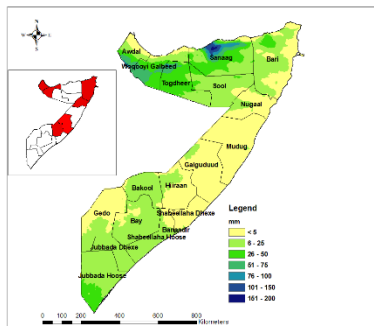 Awdal
Woqooyi Galbeed
Sanaag
Bari
Togdheer
Sool
Nugaal
Mudug
Galguduud
Bakool
Hiiraan
Gedo
Bay
Shabeellaha Dhexe
Banaadir
Shabeellaha Hoose
Jubbada Dhexe
Jubbada Hoose
Legend
mm
< 5
6 - 25
26 - 50
51 - 75
76 - 100
101 - 150
151 - 200
0 50 100 200 400 600 800
Kilometers